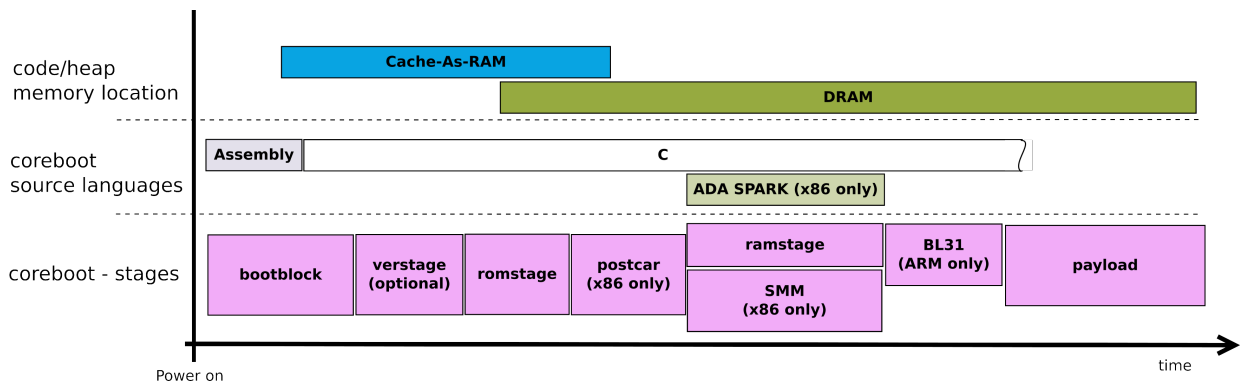 code/heap
memory location
Cache-As-RAM
DRAM
coreboot
source languages
Assembly
C
ADA SPARK (x86 only)
coreboot - stages
bootblock
verstage
(optional)
romstage
postcar
(x86 only)
ramstage
SMM
(x86 only)
BL31
(ARM only)
payload
Power on
time